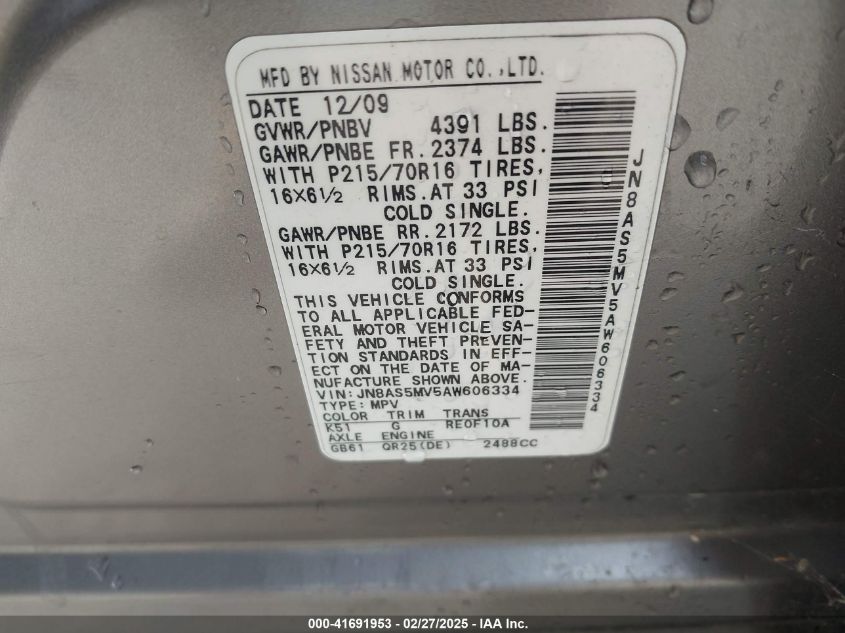 MFD BY NISSAN MOTOR CO.,LTD.
DATE 12/09
GVWR/PNBV 4391 LBS.
GAWR/PNBE FR.2374 LBS.
WITH P215/70R16 TIRES,
16X6½ RIMS.AT 33 PSI
COLD SINGLE.
GAWR/PNBE RR.2172 LBS.
WITH P215/70R16 TIRES,
16X6½ RIMS.AT 33 PSI
COLD SINGLE.
THIS VEHICLE CONFORMS
TO ALL APPLICABLE FED-
ERAL MOTOR VEHICLE SA-
FETY AND THEFT PREVEN-
TION STANDARDS IN EFF-
ECT ON THE DATE OF MA-
NUFACTURE SHOWN ABOVE.
VIN: JN8AS5MV5AW606334
TYPE: MPV
COLOR TRIM TRANS
K51 G RE0F10A
AXLE ENGINE
GB61 QR25(DE) 2488CC
JN8AS5MV5AW606334
000-41691953 - 02/27/2025 - IAA Inc.